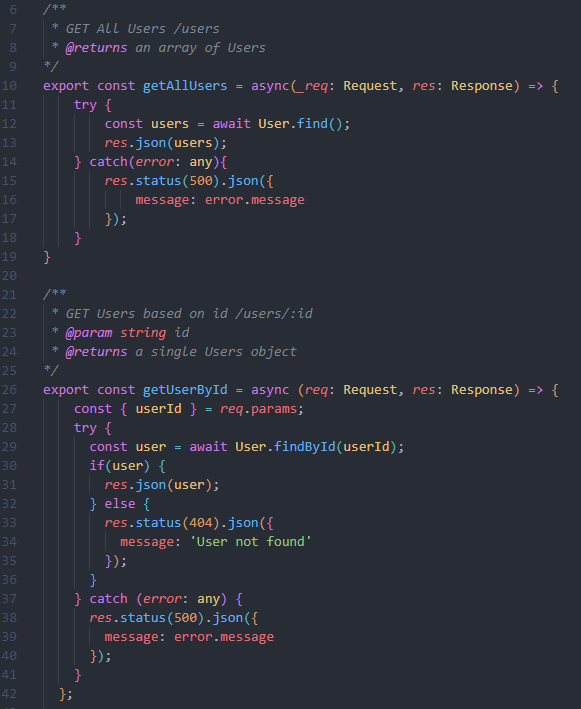 6 /**
7 * GET All Users /users
8 * @returns an array of Users
9 */
10 export const getAllUsers = async(_req: Request, res: Response) => {
11 try {
12 const users = await User.find();
13 res.json(users);
14 } catch(error: any){
15 res.status(500).json({
16 message: error.message
17 });
18 }
19 }
20
21 /**
22 * GET Users based on id /users/:id
23 * @param string id
24 * @returns a single Users object
25 */
26 export const getUserById = async (req: Request, res: Response) => {
27 const { userId } = req.params;
28 try {
29 const user = await User.findById(userId);
30 if(user) {
31 res.json(user);
32 } else {
33 res.status(404).json({
34 message: 'User not found'
35 });
36 }
37 } catch (error: any) {
38 res.status(500).json({
39 message: error.message
40 });
41 }
42 };